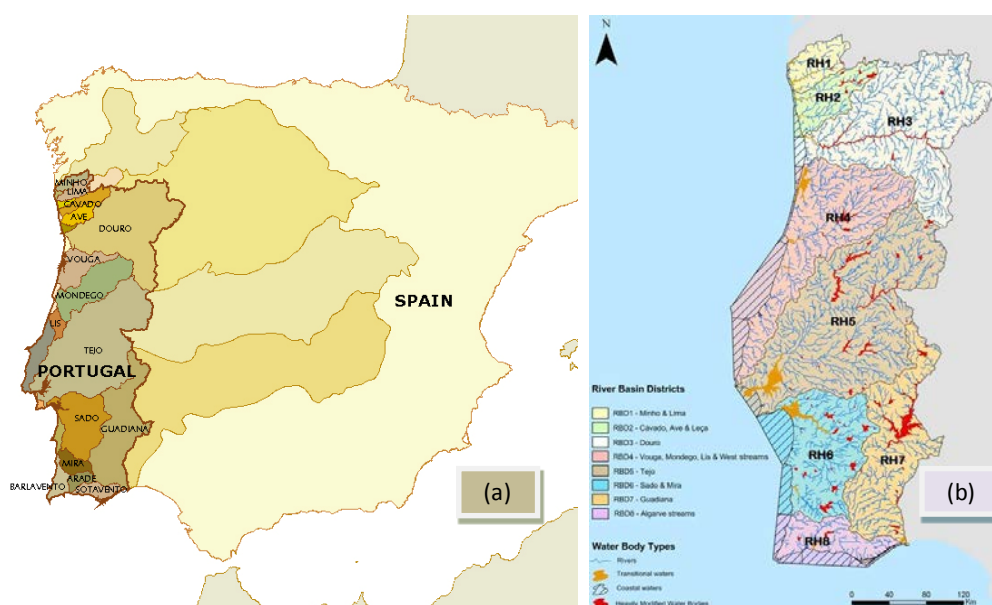 MINHO
LIMA
CAVADO
AVE
DOURO
VOUGA
MONDEGO
LIS
TEJO
PORTUGAL
SPAIN
SADO
GUADIANA
MIRA
ARADE
BARLAVENTO
SOTAVENTO
(a)
N
RH1
RH2
RH3
RH4
RH5
RH6
RH7
RH8
River Basin Districts
RBD1 - Minho & Lima
RBD2 - Cávado, Ave & Leça
RBD3 - Douro
RBD4 - Vouga, Mondego, Lis & West streams
RBD5 - Tejo
RBD6 - Sado & Mira
RBD7 - Guadiana
RBD8 - Algarve streams
Water Body Types
Rivers
Transitional waters
Coastal waters
Heavily Modified Water Bodies
0 40 80 120
Km
(b)